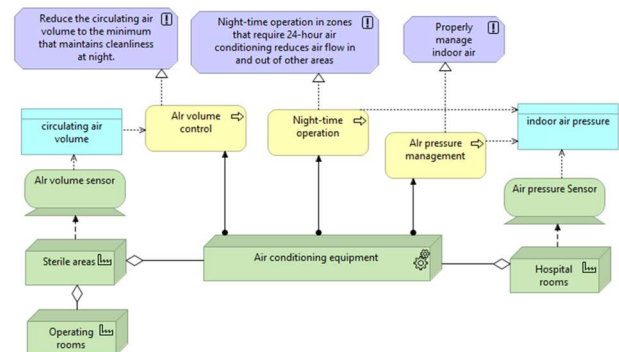 Reduce the circulating air
volume to the minimum
that maintains cleanliness
at night.
Night-time operation in zones
that require 24-hour air
conditioning reduces air flow in
and out of other areas
Properly
manage
indoor air
circulating air
volume
AIr volume
control
Night-time
operation
AIr pressure
management
indoor air pressure
AIr volume sensor
Air pressure Sensor
Sterile areas
Air conditioning equipment
Hospital
rooms
Operating
rooms